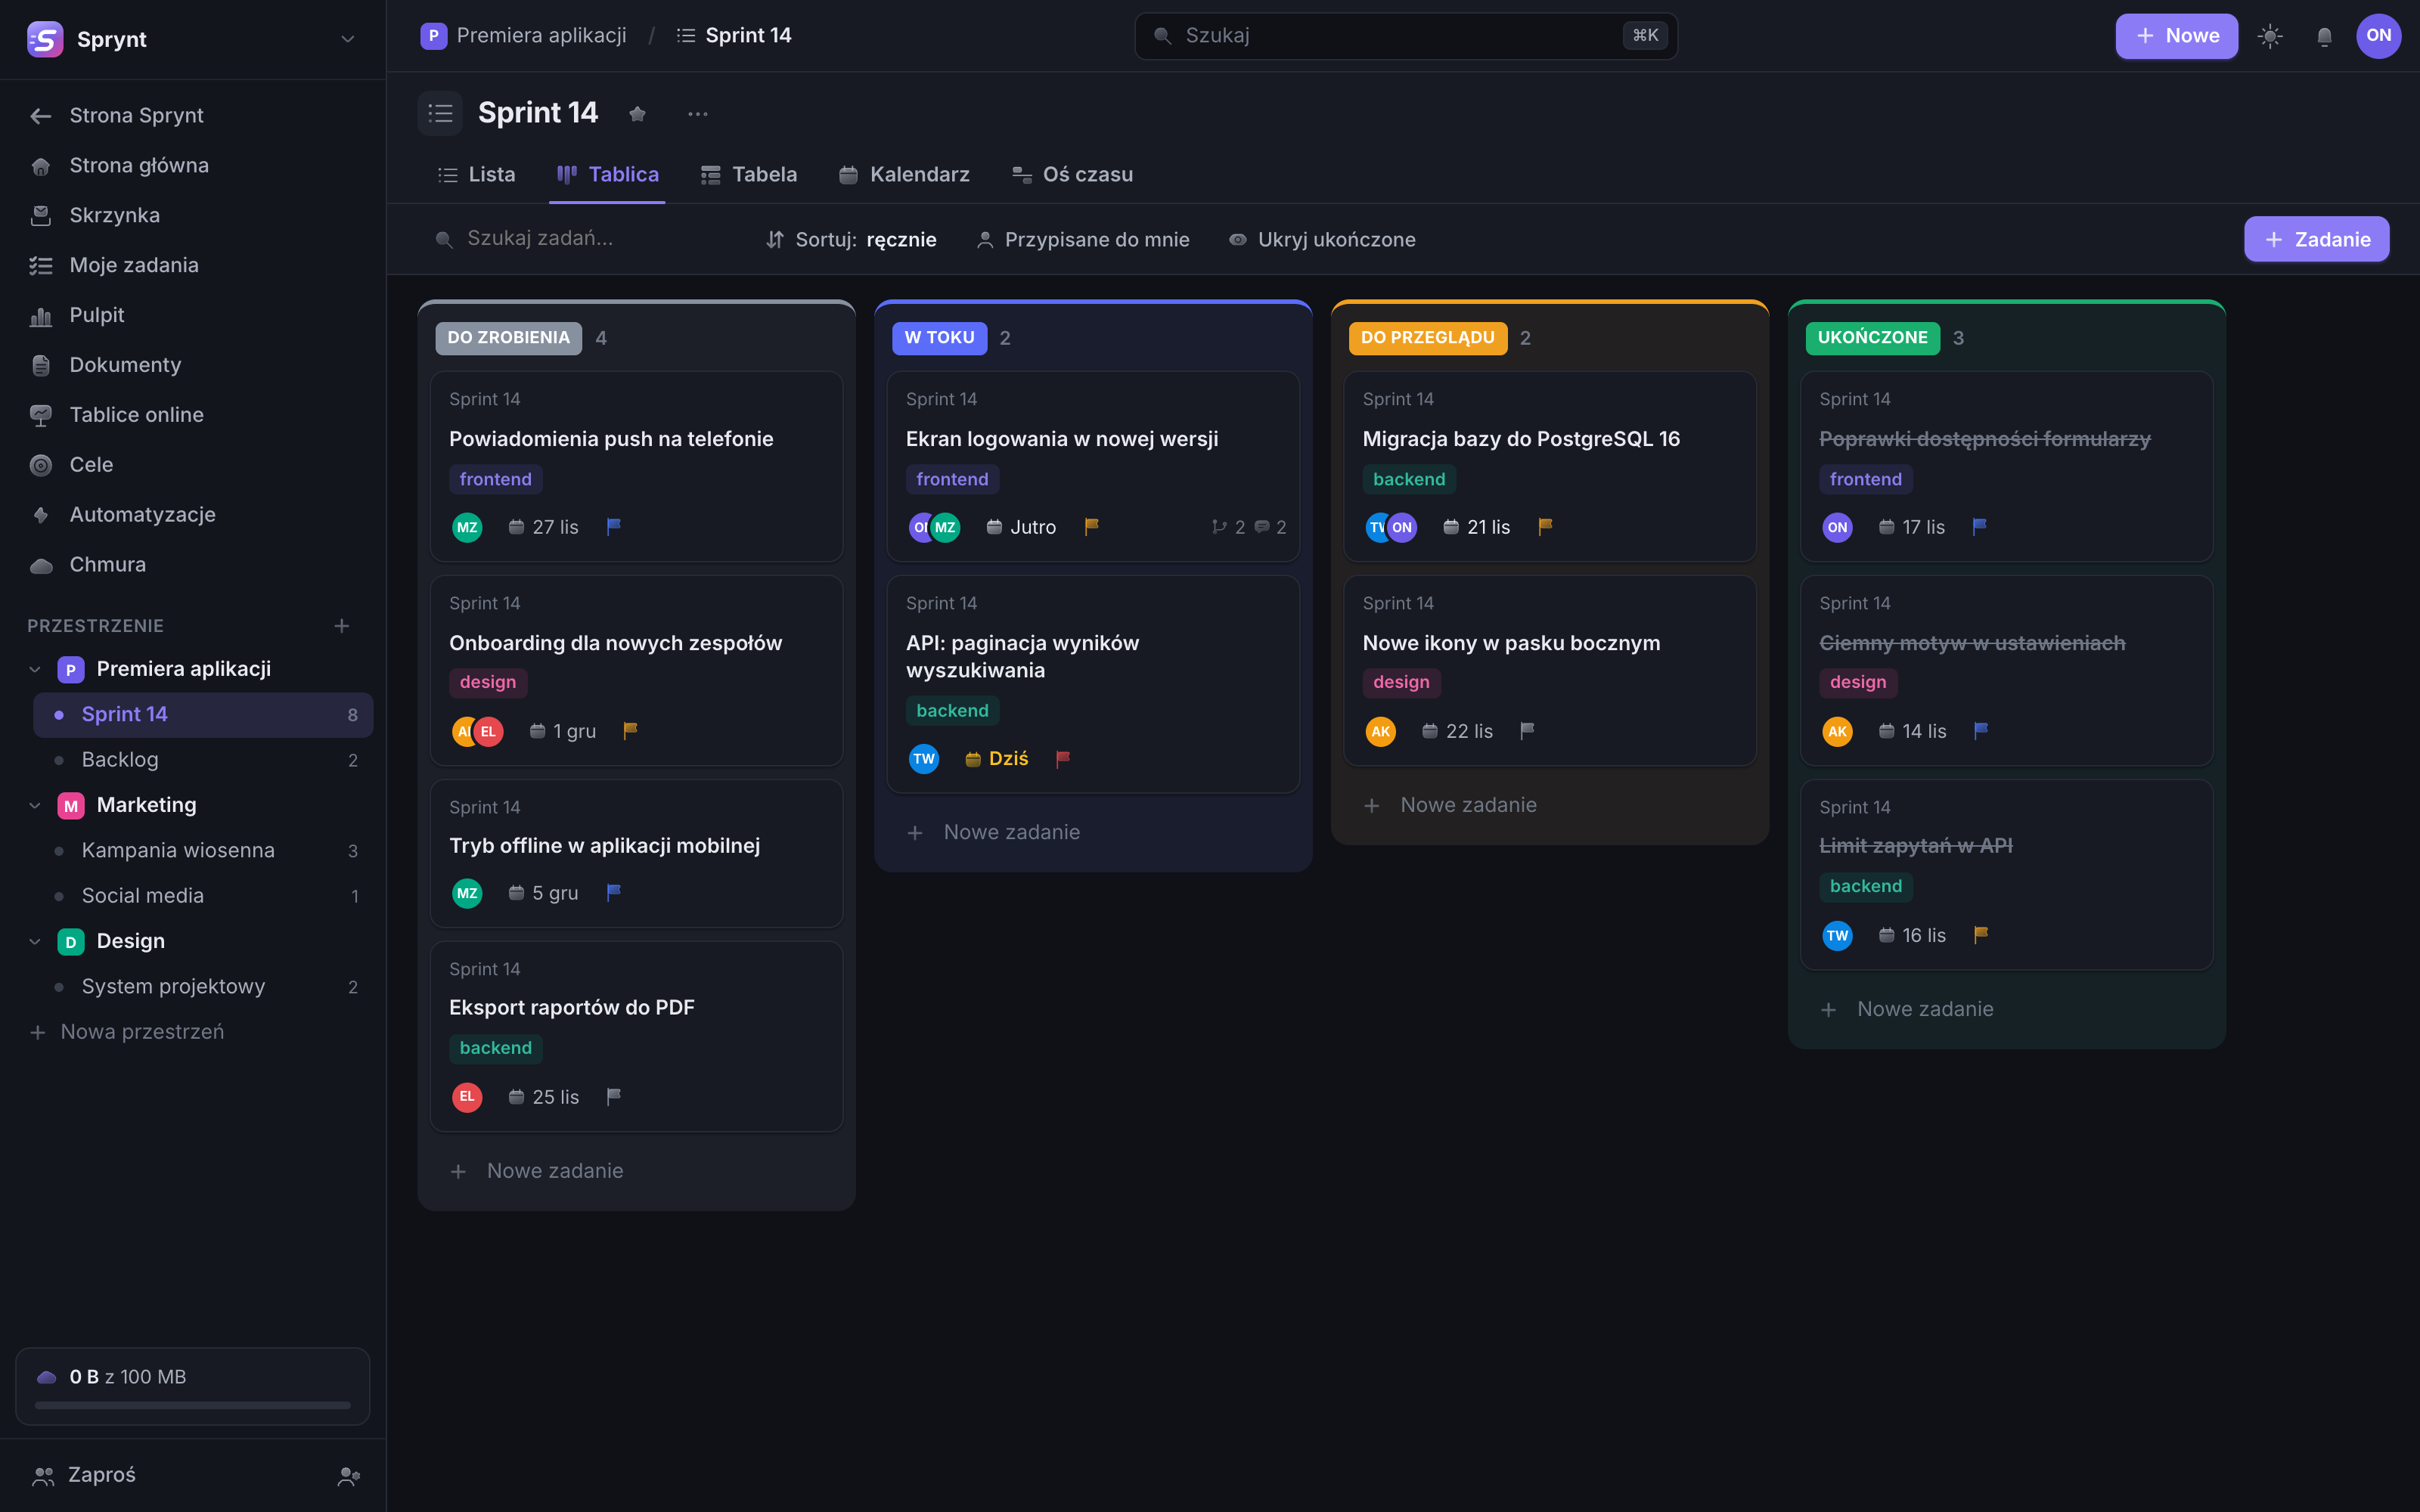 Sprynt
Strona Sprynt
Strona główna
Skrzynka
Moje zadania
Pulpit
Dokumenty
Tablice online
Cele
Automatyzacje
Chmura
PRZESTRZENIE
P Premiera aplikacji
Sprint 14 8
Backlog 2
M Marketing
Kampania wiosenna 3
Social media 1
D Design
System projektowy 2
Nowa przestrzeń
0 B z 100 MB
Zaproś
P Premiera aplikacji / Sprint 14
Szukaj ⌘K
Nowe
ON
Sprint 14
Lista Tablica Tabela Kalendarz Oś czasu
Szukaj zadań... Sortuj: ręcznie Przypisane do mnie Ukryj ukończone
Zadanie
DO ZROBIENIA 4
Sprint 14
Powiadomienia push na telefonie
frontend
MZ 27 lis
Sprint 14
Onboarding dla nowych zespołów
design
EL 1 gru
Sprint 14
Tryb offline w aplikacji mobilnej
MZ 5 gru
Sprint 14
Eksport raportów do PDF
backend
EL 25 lis
Nowe zadanie
W TOKU 2
Sprint 14
Ekran logowania w nowej wersji
frontend
MZ Jutro 2 2
Sprint 14
API: paginacja wyników
wyszukiwania
backend
TW Dziś
Nowe zadanie
DO PRZEGLĄDU 2
Sprint 14
Migracja bazy do PostgreSQL 16
backend
ON 21 lis
Sprint 14
Nowe ikony w pasku bocznym
design
AK 22 lis
Nowe zadanie
UKOŃCZONE 3
Sprint 14
Poprawki dostępności formularzy
frontend
ON 17 lis
Sprint 14
Ciemny motyw w ustawieniach
design
AK 14 lis
Sprint 14
Limit zapytań w API
backend
TW 16 lis
Nowe zadanie